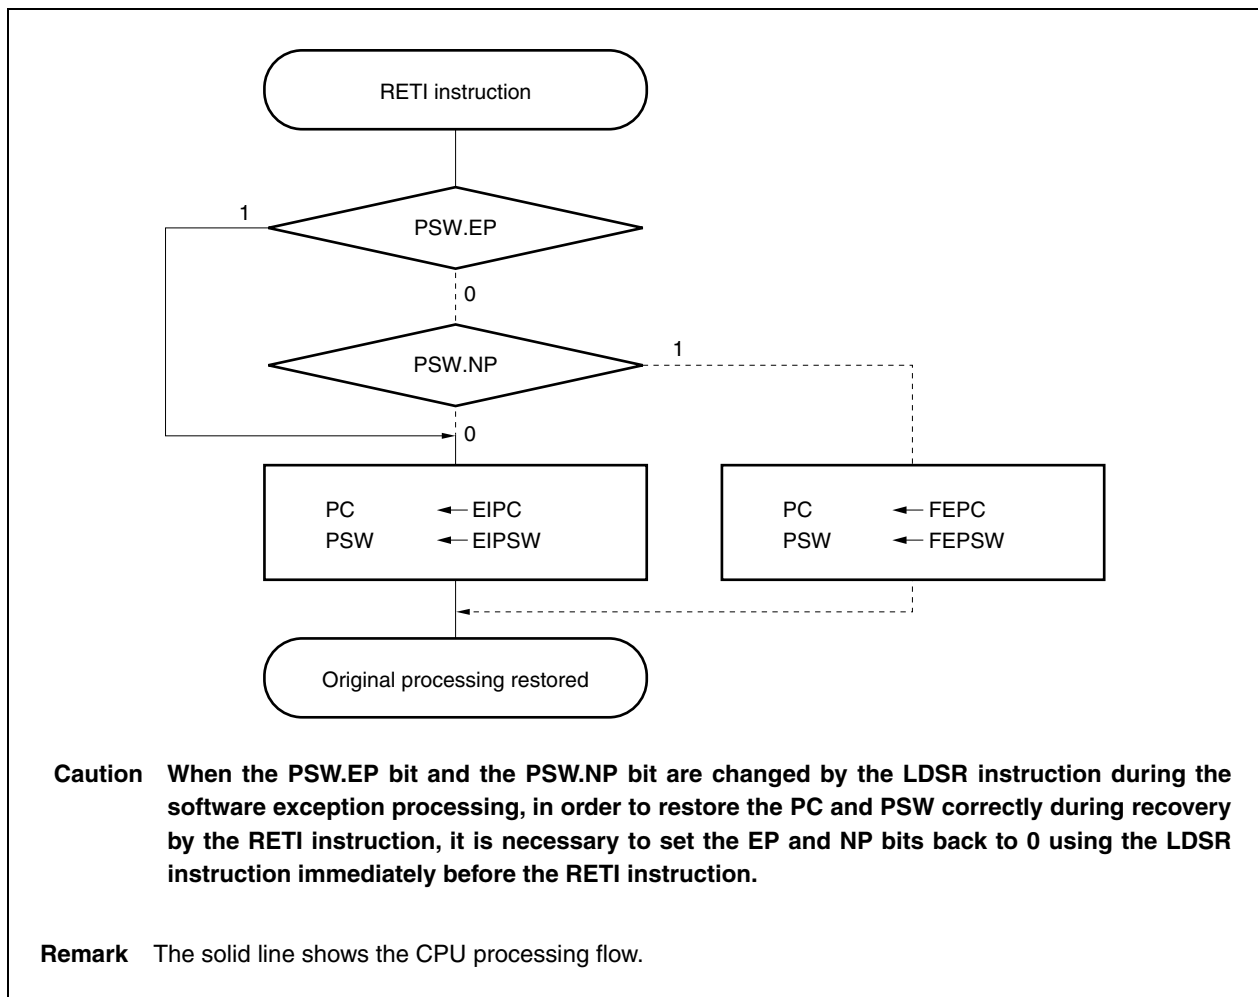 RETI instruction
1
PSW.EP
0
1
PSW.NP
0
PC ← EIPC
PSW ← EIPSW
PC ← FEPC
PSW ← FEPSW
Original processing restored
Caution When the PSW.EP bit and the PSW.NP bit are changed by the LDSR instruction during the
software exception processing, in order to restore the PC and PSW correctly during recovery
by the RETI instruction, it is necessary to set the EP and NP bits back to 0 using the LDSR
instruction immediately before the RETI instruction.
Remark The solid line shows the CPU processing flow.